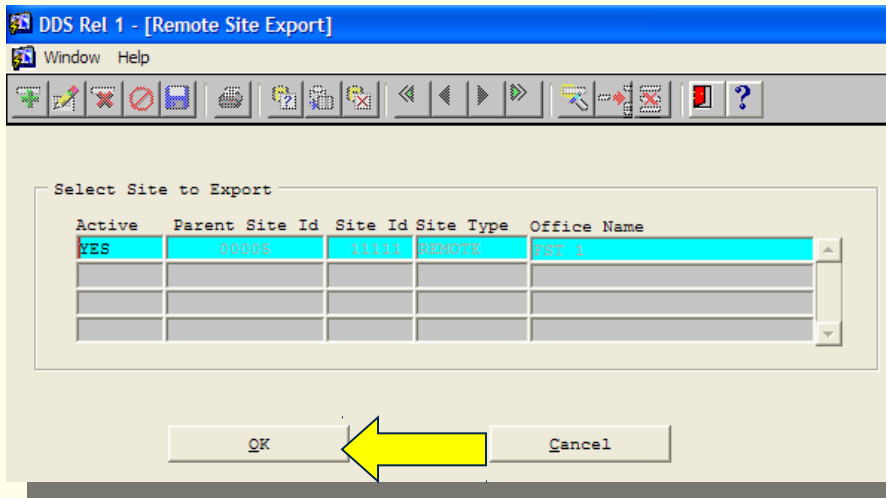 DDS Rel 1 - [Remote Site Export]
Window Help
Select Site to Export
Active Parent Site Id Site Id Site Type Office Name
YES 00005 11111 REMOTE FST 1
OK Cancel